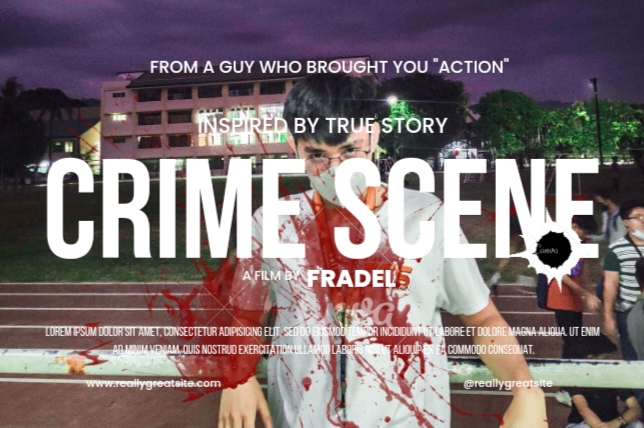 FROM A GUY WHO BROUGHT YOU "ACTION"
INSPIRED BY TRUE STORY
CRIME SCENE
A FILM BY FRADEL
LOREM IPSUM DOLOR SIT AMET, CONSECTETUR ADIPISICING ELIT, SED DO EIUSMOD TEMPOR INCIDIDUNT UT LABORE ET DOLORE MAGNA ALIQUA. UT ENIM
AD MINIM VENIAM, QUIS NOSTRUD EXERCITATION ULLAMCO LABORIS NISI UT ALIQUIP EX EA COMMODO CONSEQUAT.
www.reallygreatsite.com @reallygreatsite